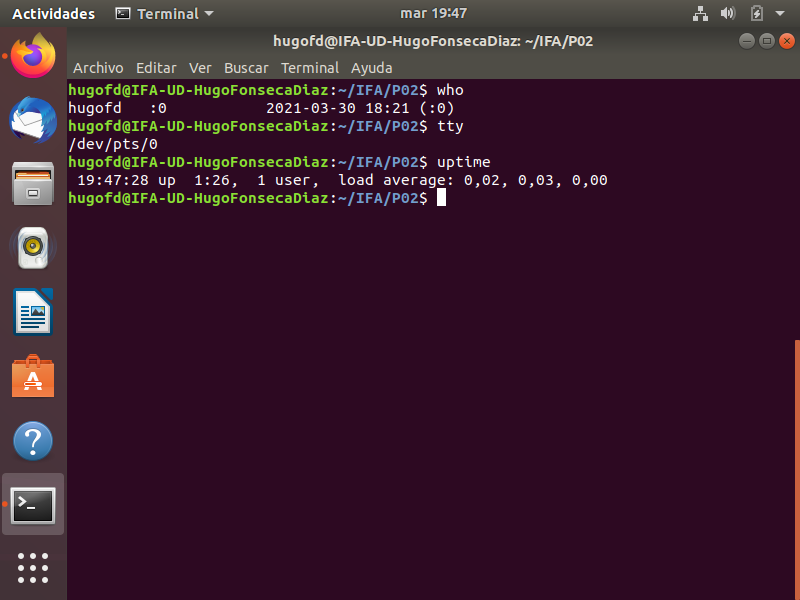 Actividades Terminal mar 19:47
hugofd@IFA-UD-HugoFonsecaDiaz: ~/IFA/P02
Archivo Editar Ver Buscar Terminal Ayuda
hugofd@IFA-UD-HugoFonsecaDiaz:~/IFA/P02$ who
hugofd   :0           2021-03-30 18:21 (:0)
hugofd@IFA-UD-HugoFonsecaDiaz:~/IFA/P02$ tty
/dev/pts/0
hugofd@IFA-UD-HugoFonsecaDiaz:~/IFA/P02$ uptime
 19:47:28 up  1:26,  1 user,  load average: 0,02, 0,03, 0,00
hugofd@IFA-UD-HugoFonsecaDiaz:~/IFA/P02$